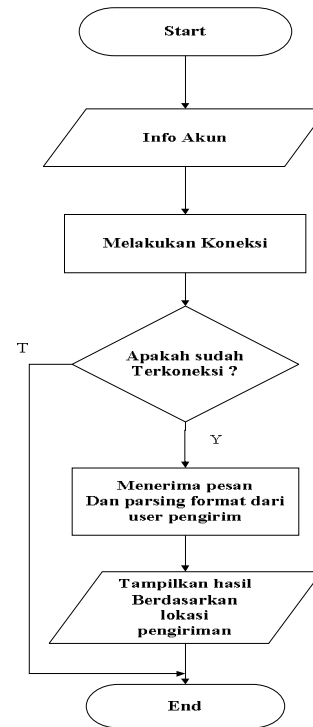 Start
Info Akun
Melakukan Koneksi
Apakah sudah
Terkoneksi ?
T
Y
Menerima pesan
Dan parsing format dari
user pengirim
Tampilkan hasil
Berdasarkan
lokasi
pengiriman
End